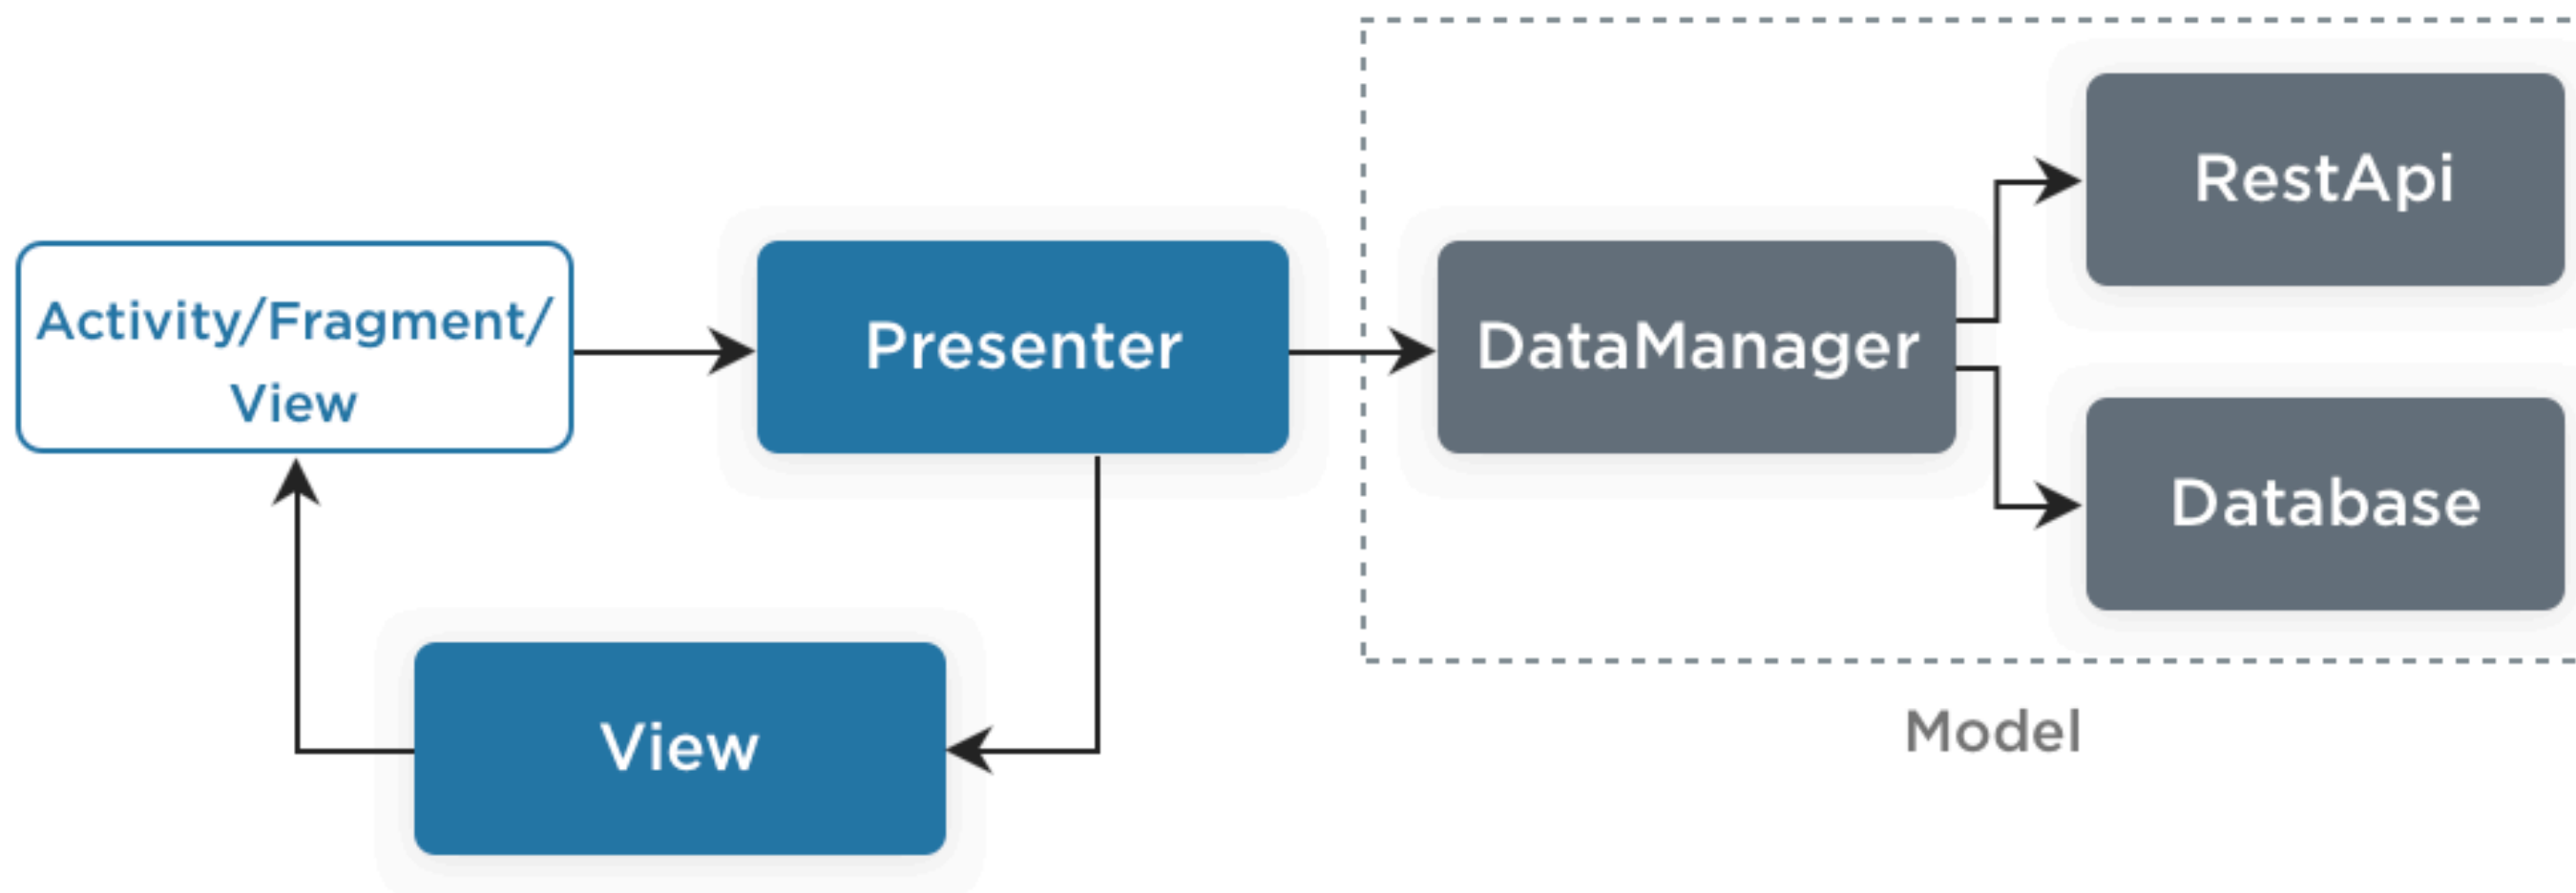 Activity/Fragment/
View
Presenter
DataManager
RestApi
Database
View
Model